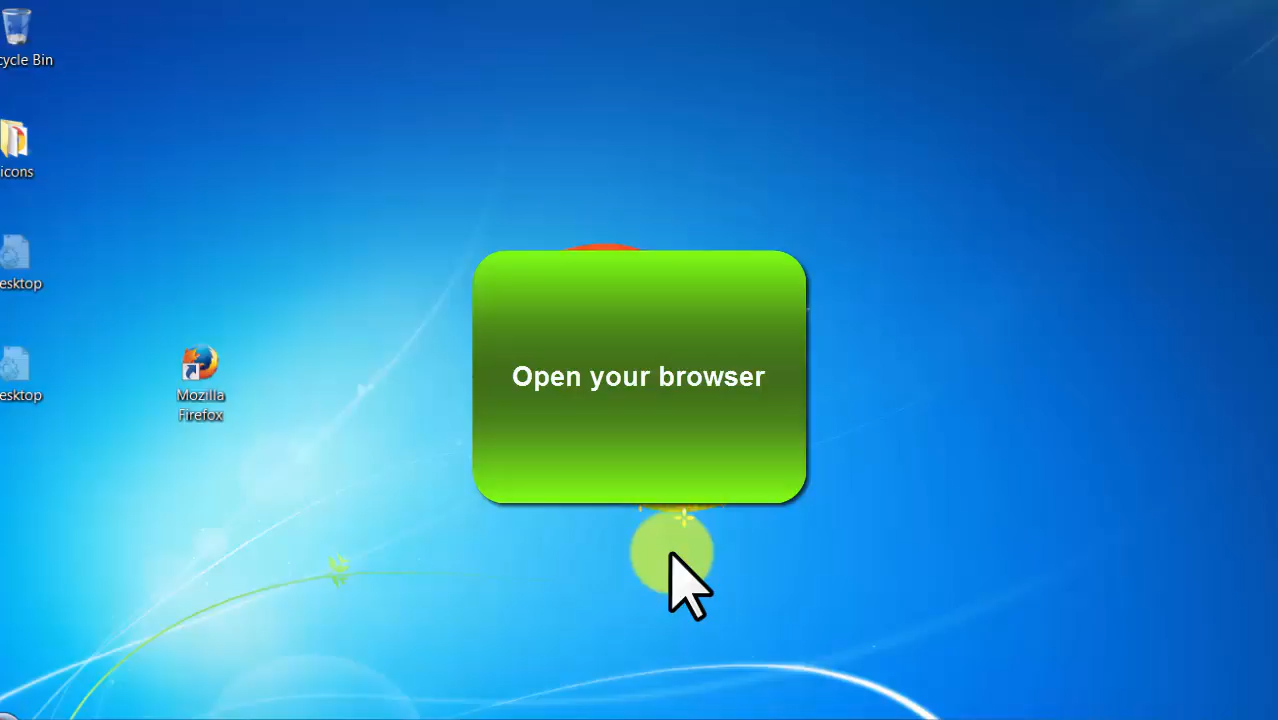 cycle Bin
icons
esktop
esktop
Mozilla
Firefox
Open your browser